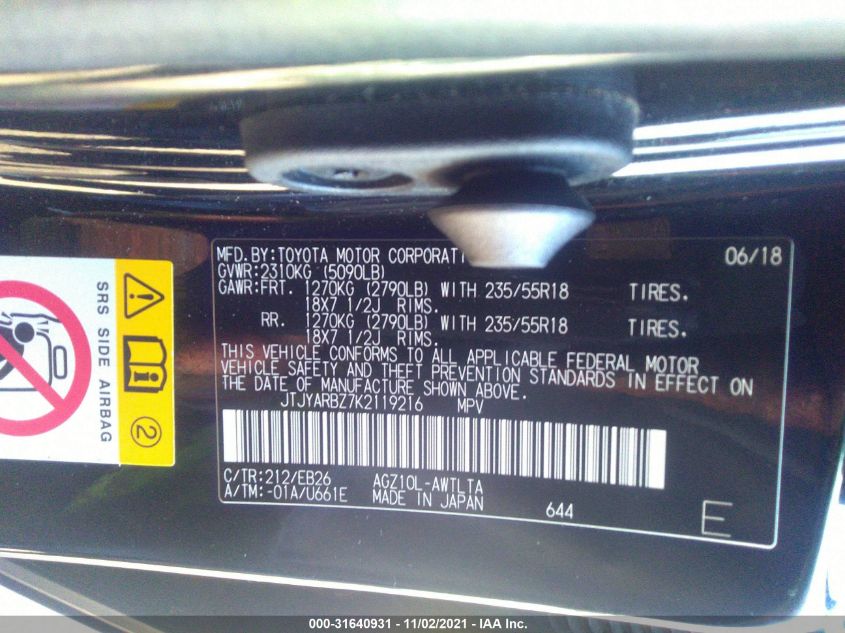 MFD.BY:TOYOTA MOTOR CORPORATI 06/18
GVWR:2310KG (5090LB)
GAWR:FRT. 1270KG (2790LB) WITH 235/55R18 TIRES.
18X7 1/2J RIMS.
RR. 1270KG (2790LB) WITH 235/55R18 TIRES.
18X7 1/2J RIMS.
THIS VEHICLE CONFORMS TO ALL APPLICABLE FEDERAL MOTOR
VEHICLE SAFETY AND THEFT PREVENTION STANDARDS IN EFFECT ON
THE DATE OF MANUFACTURE SHOWN ABOVE.
JTJYARBZ7K2119216 MPV
C/TR:212/EB26 AGZ10L-AWTLTA
A/TM:-01A/U661E MADE IN JAPAN
644
E
SRS SIDE AIRBAG
2
000-31640931 - 11/02/2021 - IAA Inc.